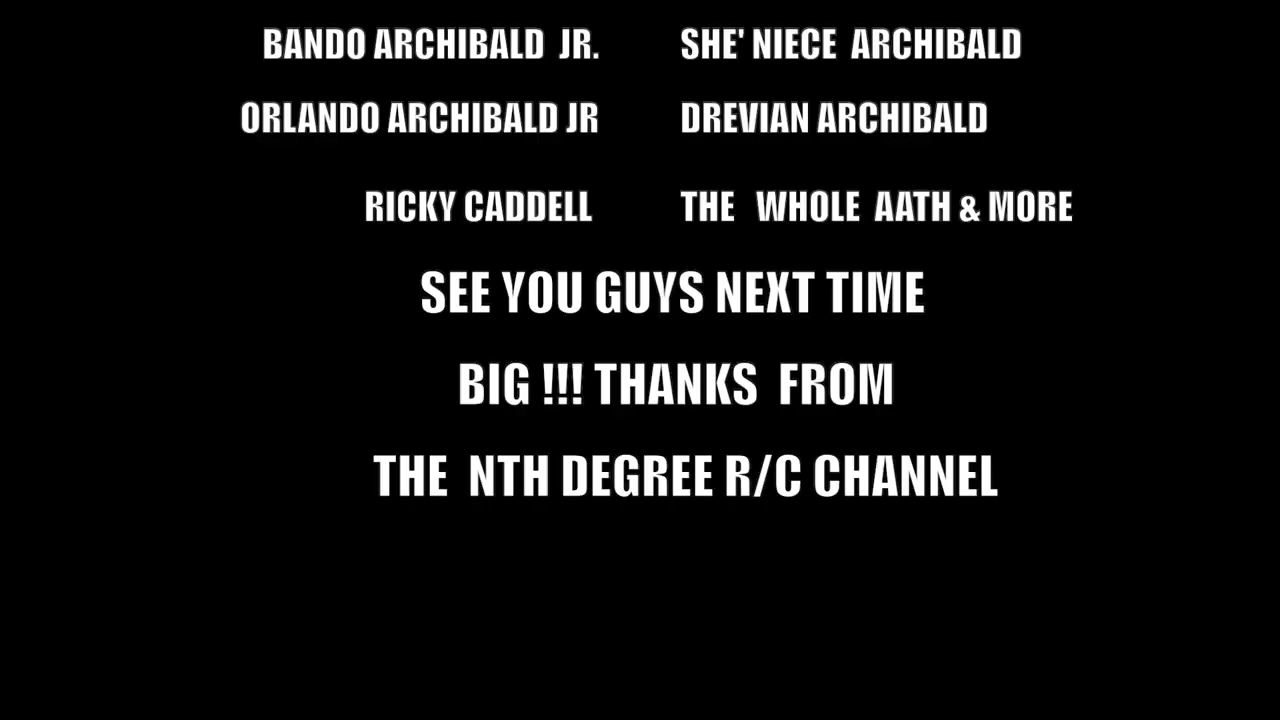 BANDO ARCHIBALD JR. SHE' NIECE ARCHIBALD
ORLANDO ARCHIBALD JR DREVIAN ARCHIBALD
RICKY CADDELL THE WHOLE AATH & MORE
SEE YOU GUYS NEXT TIME
BIG !!! THANKS FROM
THE NTH DEGREE R/C CHANNEL